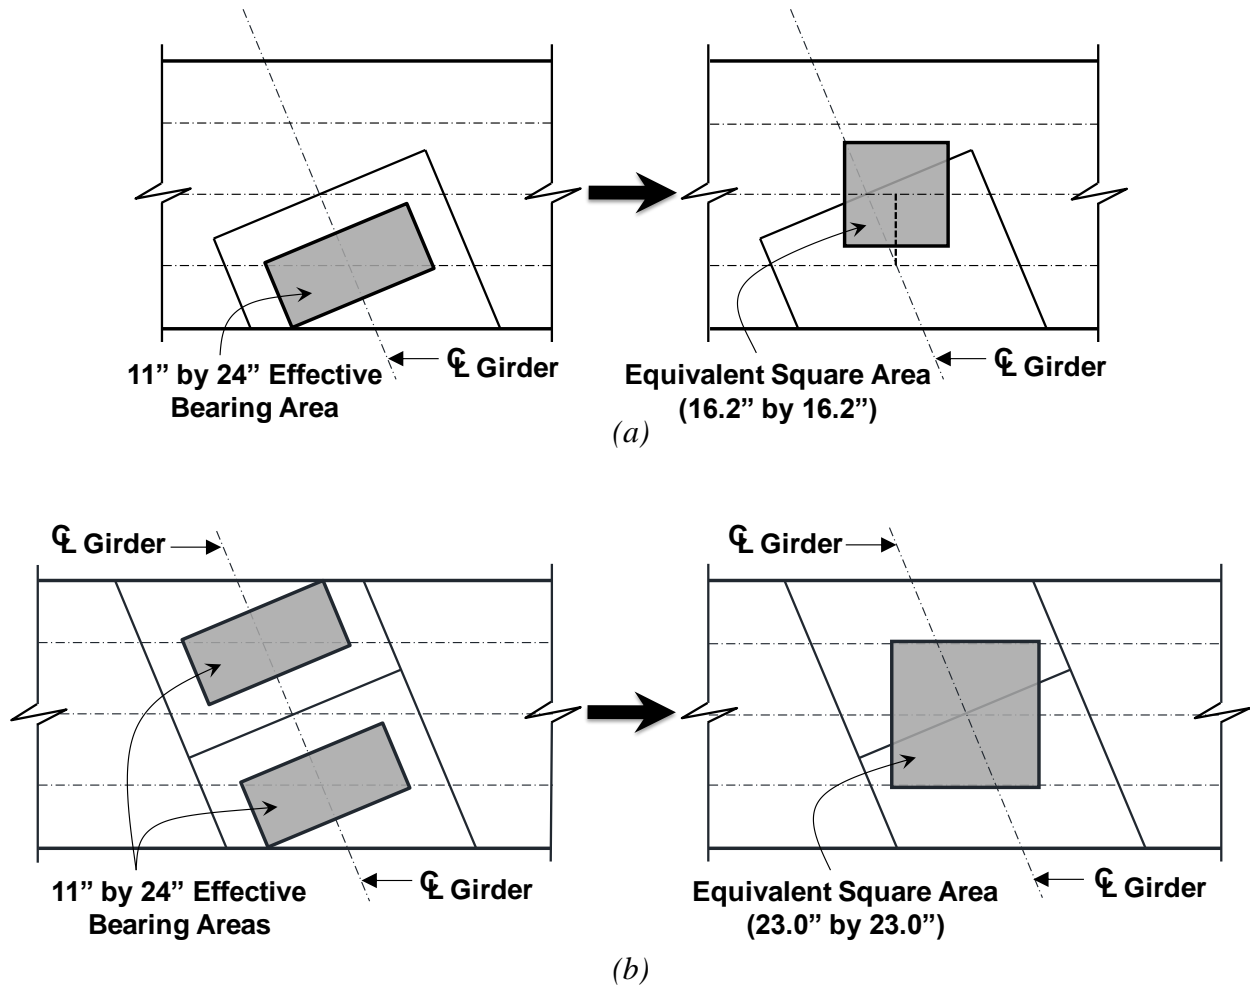 ℄ Girder
℄ Girder
11” by 24” Effective
Bearing Area
Equivalent Square Area
(16.2” by 16.2”)
(a)
℄ Girder
℄ Girder
℄ Girder
℄ Girder
11” by 24” Effective
Bearing Areas
Equivalent Square Area
(23.0” by 23.0”)
(b)